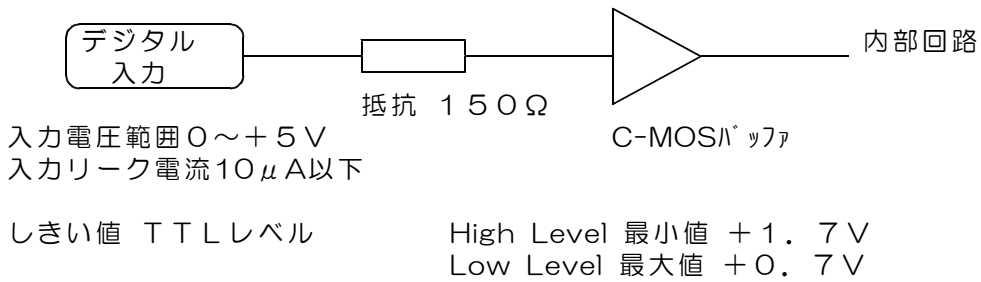 デジタル
入力
内部回路
抵抗 １５０Ω
入力電圧範囲０～＋５Ｖ
C-MOSﾊﾞｯﾌｧ
入力リーク電流10μA以下
しきい値 ＴＴＬレベル
High Level 最小値 ＋１．７Ｖ
Low Level 最大値 ＋０．７Ｖ